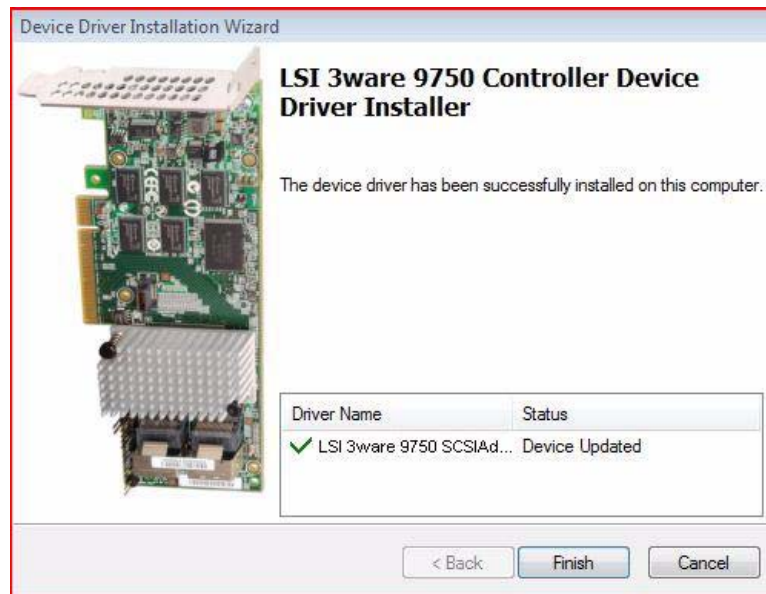 Device Driver Installation Wizard
LSI 3ware 9750 Controller Device
Driver Installer
The device driver has been successfully installed on this computer.
Driver Name Status
LSI 3ware 9750 SCSIAd... Device Updated
< Back Finish Cancel